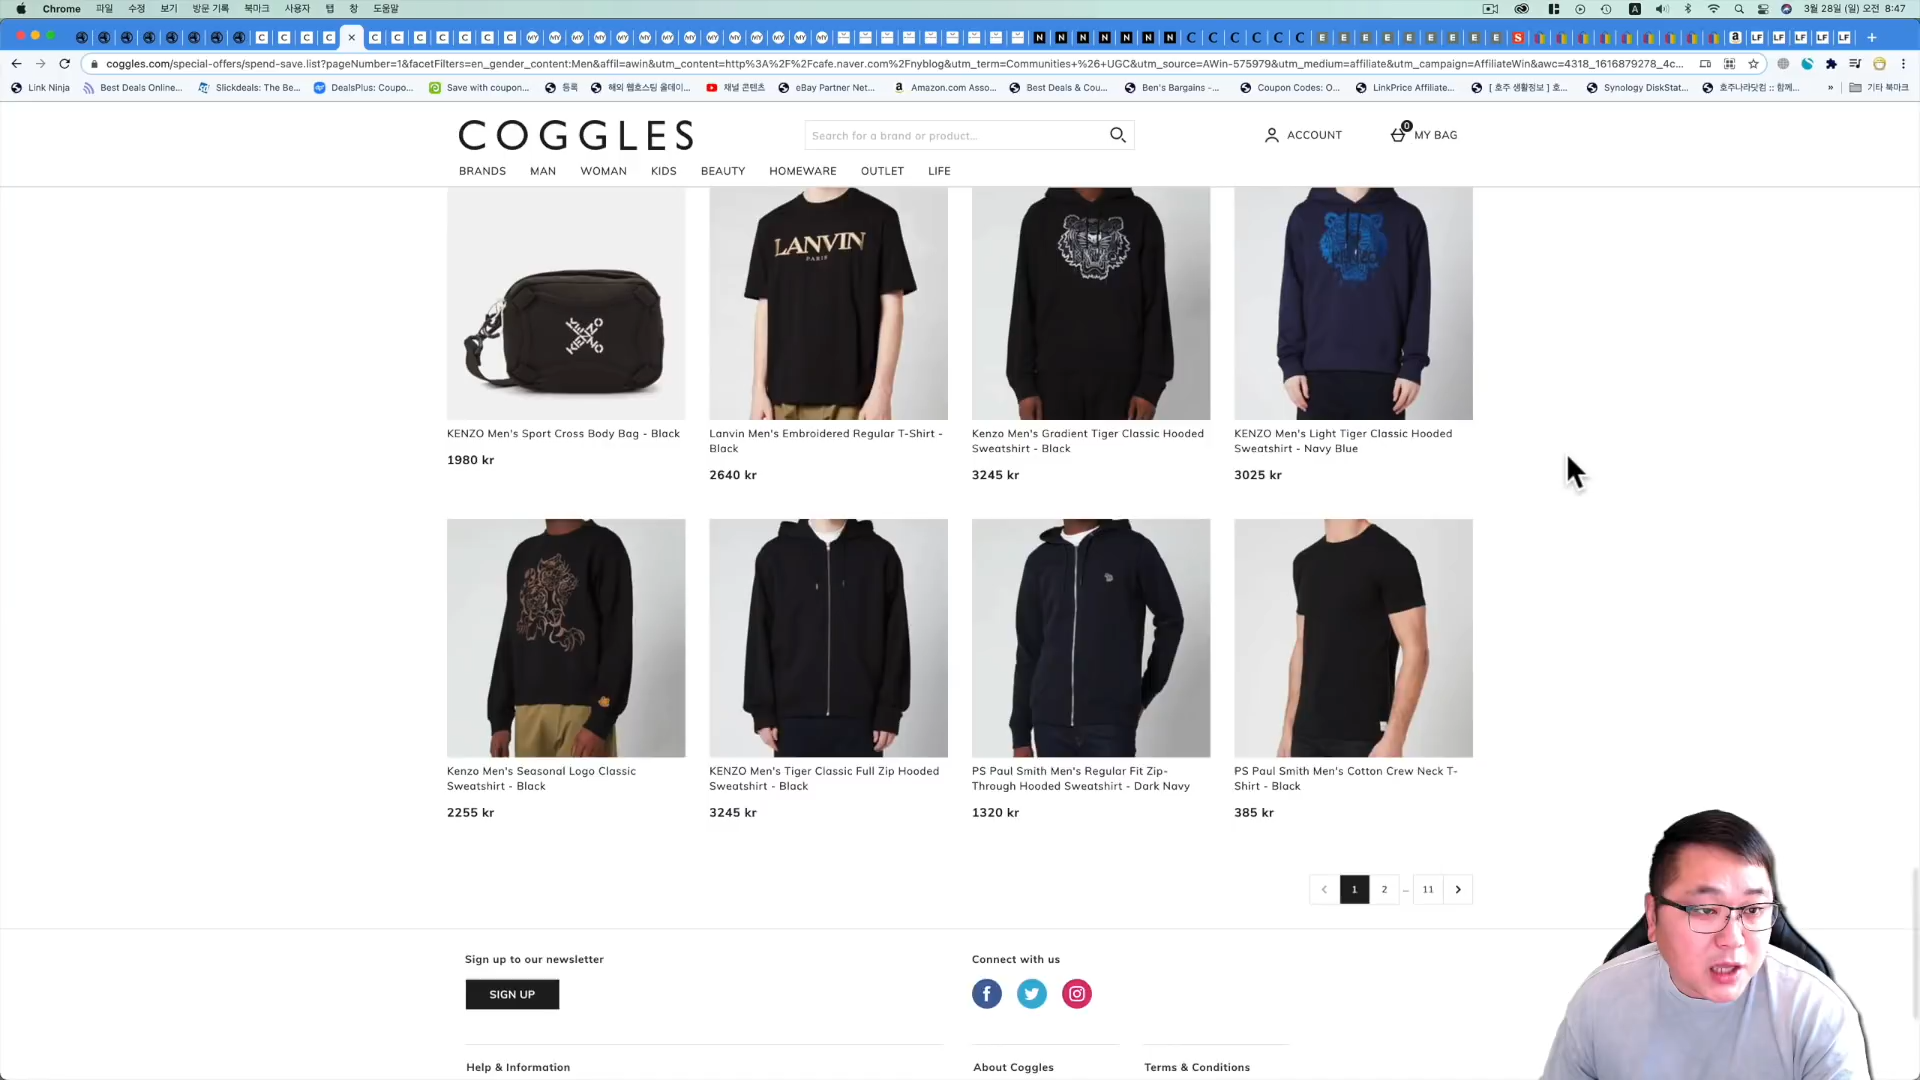 Chrome 파일 수정 보기 방문 기록 북마크 사용자 탭 창 도움말 3월 28일 (일) 오전 8:47
coggles.com/special-offers/spend-save.list?pageNumber=1&facetFilters=en_gender_content:Men&affil=awin&utm_content=http%3A%2F%2Fcafe.naver.com%2Fnyblog&utm_term=Communities+%26+UGC&utm_source=AWin-575979&utm_medium=affiliate&utm_campaign=AffiliateWin&awc=4318_1616879278_4c...
Link Ninja Best Deals Online... Slickdeals: The Be... DealsPlus: Coupo... Save with coupon... 등록 해외 웹호스팅 올데이... 채널 콘텐츠 eBay Partner Net... Amazon.com Asso... Best Deals & Cou... Ben's Bargains -... Coupon Codes: O... LinkPrice Affiliate... [ 호주 생활정보 ] 호... Synology DiskStat... 호주나라닷컴 :: 함께... » 기타 북마크
COGGLES
Search for a brand or product...
ACCOUNT
0
MY BAG
BRANDS MAN WOMAN KIDS BEAUTY HOMEWARE OUTLET LIFE
KENZO
KENZO
LANVIN
PARIS
KENZO
KENZO Men's Sport Cross Body Bag - Black
1980 kr
Lanvin Men's Embroidered Regular T-Shirt -
Black
2640 kr
Kenzo Men's Gradient Tiger Classic Hooded
Sweatshirt - Black
3245 kr
KENZO Men's Light Tiger Classic Hooded
Sweatshirt - Navy Blue
3025 kr
Kenzo Men's Seasonal Logo Classic
Sweatshirt - Black
2255 kr
KENZO Men's Tiger Classic Full Zip Hooded
Sweatshirt - Black
3245 kr
PS Paul Smith Men's Regular Fit Zip-
Through Hooded Sweatshirt - Dark Navy
1320 kr
PS Paul Smith Men's Cotton Crew Neck T-
Shirt - Black
385 kr
1 2 ... 11
Sign up to our newsletter
SIGN UP
Connect with us
Help & Information
About Coggles
Terms & Conditions